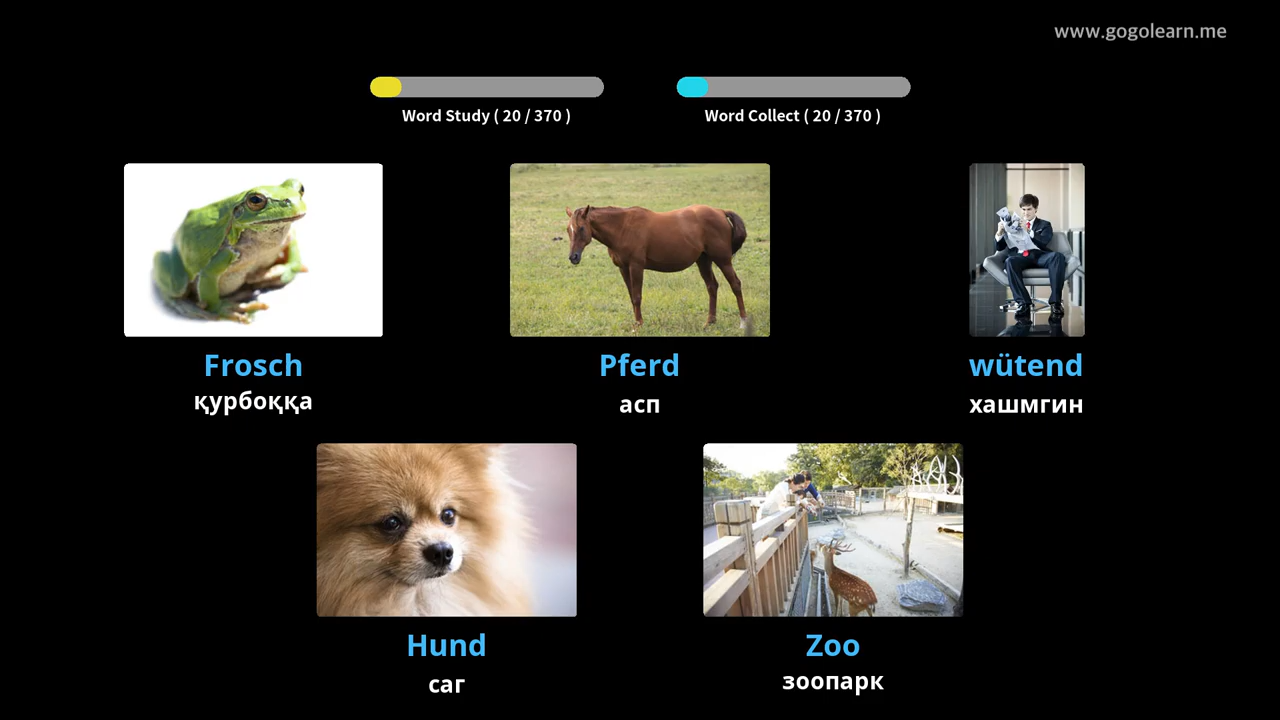 www.gogolearn.me
Word Study ( 20 / 370 )
Word Collect ( 20 / 370 )
Frosch
қурбоққа
Pferd
асп
wütend
хашмгин
Hund
саг
Zoo
зоопарк